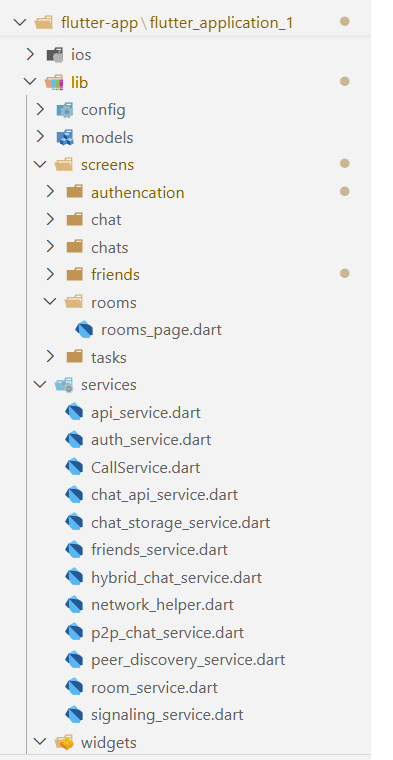 flutter-app\flutter_application_1
ios
lib
config
models
screens
authencation
chat
chats
friends
rooms
rooms_page.dart
tasks
services
api_service.dart
auth_service.dart
CallService.dart
chat_api_service.dart
chat_storage_service.dart
friends_service.dart
hybrid_chat_service.dart
network_helper.dart
p2p_chat_service.dart
peer_discovery_service.dart
room_service.dart
signaling_service.dart
widgets